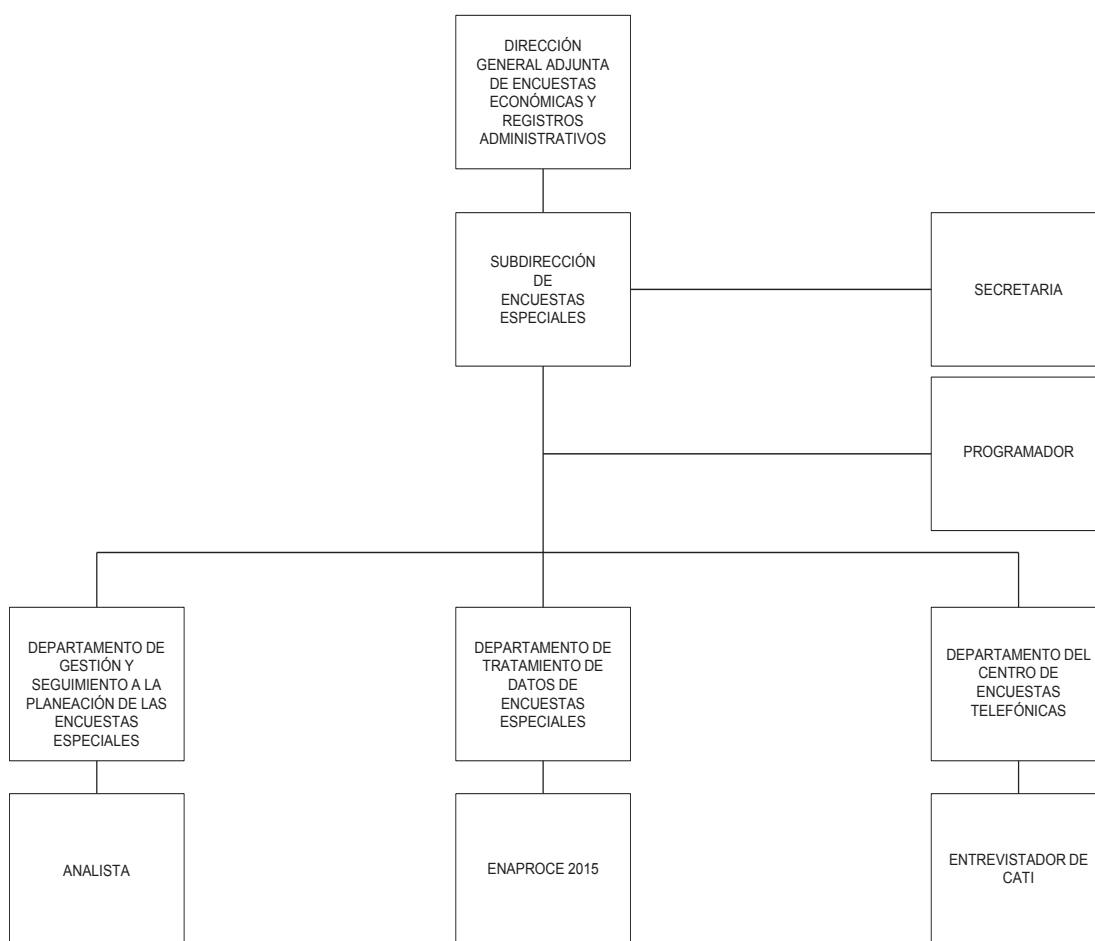 DIRECCIÓN
GENERAL ADJUNTA
DE ENCUESTAS
ECONÓMICAS Y
REGISTROS
ADMINISTRATIVOS
SUBDIRECCIÓN
DE
ENCUESTAS
ESPECIALES
SECRETARIA
PROGRAMADOR
DEPARTAMENTO DE
GESTIÓN Y
SEGUIMIENTO A LA
PLANEACIÓN DE LAS
ENCUESTAS
ESPECIALES
DEPARTAMENTO DE
TRATAMIENTO DE
DATOS DE
ENCUESTAS
ESPECIALES
DEPARTAMENTO DEL
CENTRO DE
ENCUESTAS
TELEFÓNICAS
ANALISTA
ENAPROCE 2015
ENTREVISTADOR DE
CATI